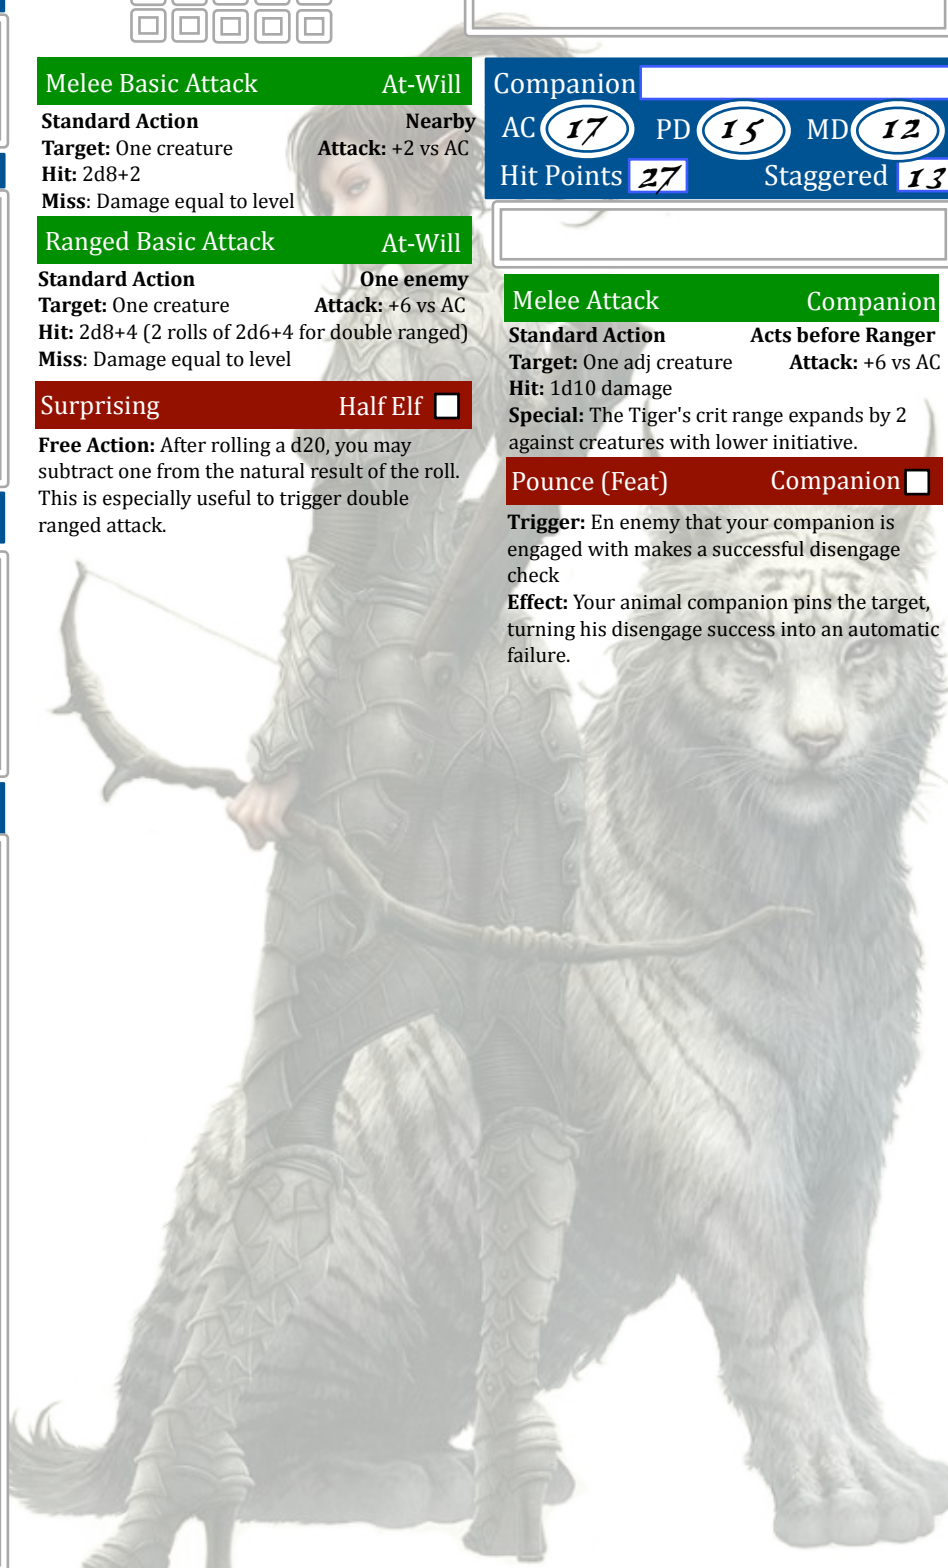 Melee Basic Attack At-Will
Standard Action Nearby
Target: One creature Attack: +2 vs AC
Hit: 2d8+2
Miss: Damage equal to level
Ranged Basic Attack At-Will
Standard Action One enemy
Target: One creature Attack: +6 vs AC
Hit: 2d8+4 (2 rolls of 2d6+4 for double ranged)
Miss: Damage equal to level
Surprising Half Elf
Free Action: After rolling a d20, you may
subtract one from the natural result of the roll.
This is especially useful to trigger double
ranged attack.
Companion
AC 17 PD 15 MD 12
Hit Points 27 Staggered 13
Melee Attack Companion
Standard Action Acts before Ranger
Target: One adj creature Attack: +6 vs AC
Hit: 1d10 damage
Special: The Tiger's crit range expands by 2
against creatures with lower initiative.
Pounce (Feat) Companion
Trigger: En enemy that your companion is
engaged with makes a successful disengage
check
Effect: Your animal companion pins the target,
turning his disengage success into an automatic
failure.